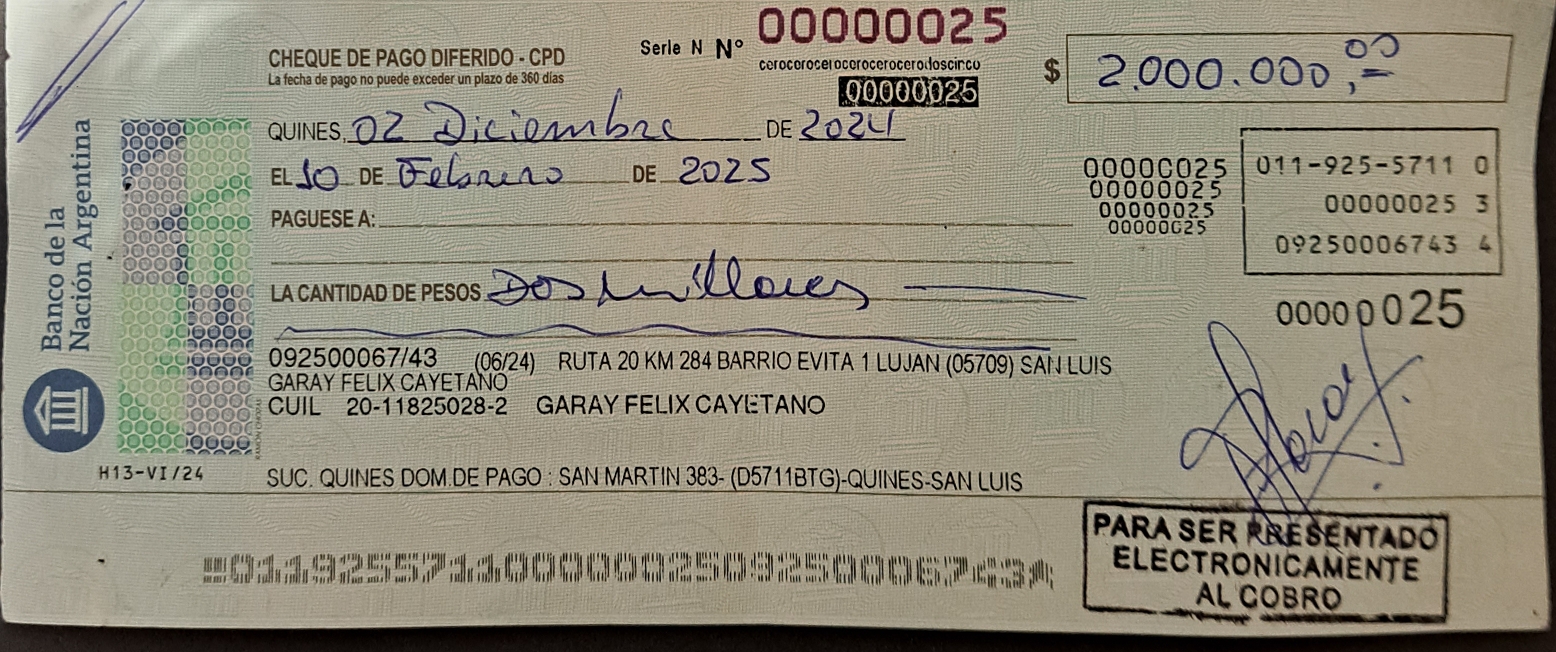 CHEQUE DE PAGO DIFERIDO - CPD
La fecha de pago no puede exceder un plazo de 360 días
Serie N Nº 00000025
cerocerocerocerocerocerodoscinco
00000025
$ 2.000.000,00
QUINES, 02 Diciembre DE 2024
EL 10 DE Febrero DE 2025
PAGUESE A:
00000025
00000025
00000025
00000025
011-925-5711 0
00000025 3
09250006743 4
LA CANTIDAD DE PESOS Dos Millones
00000025
092500067/43 (06/24) RUTA 20 KM 284 BARRIO EVITA 1 LUJAN (05709) SAN LUIS
GARAY FELIX CAYETANO
CUIL 20-11825028-2 GARAY FELIX CAYETANO
Banco de la
Nación Argentina
H13-VI/24
SUC. QUINES DOM.DE PAGO : SAN MARTIN 383- (D5711BTG)-QUINES-SAN LUIS
PARA SER PRESENTADO
ELECTRONICAMENTE
AL COBRO
01192557110000002509250006743